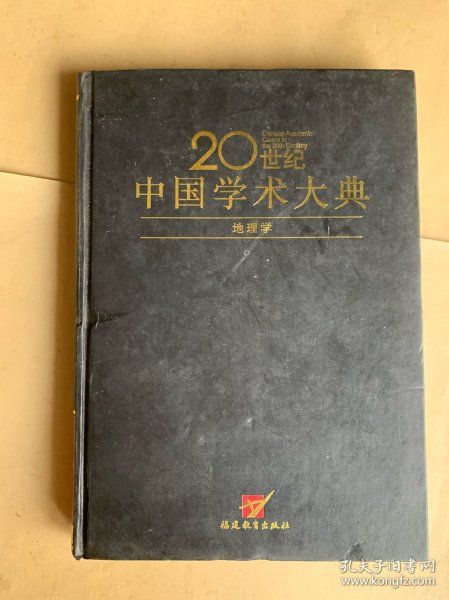 20世纪
Chinese Academic
Canon in
the 20th Century
中国学术大典
地理学
福建教育出版社
孔夫子旧书网
www.kongfz.com